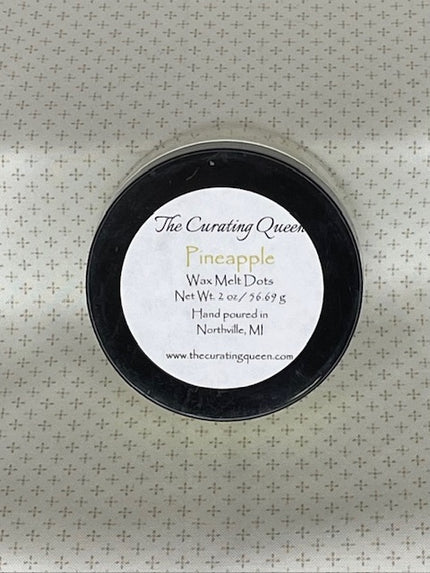 The Curating Queen
Pineapple
Wax Melt Dots
Net Wt. 2 oz / 56.69 g
Hand poured in
Northville, MI
www.thecuratingqueen.com